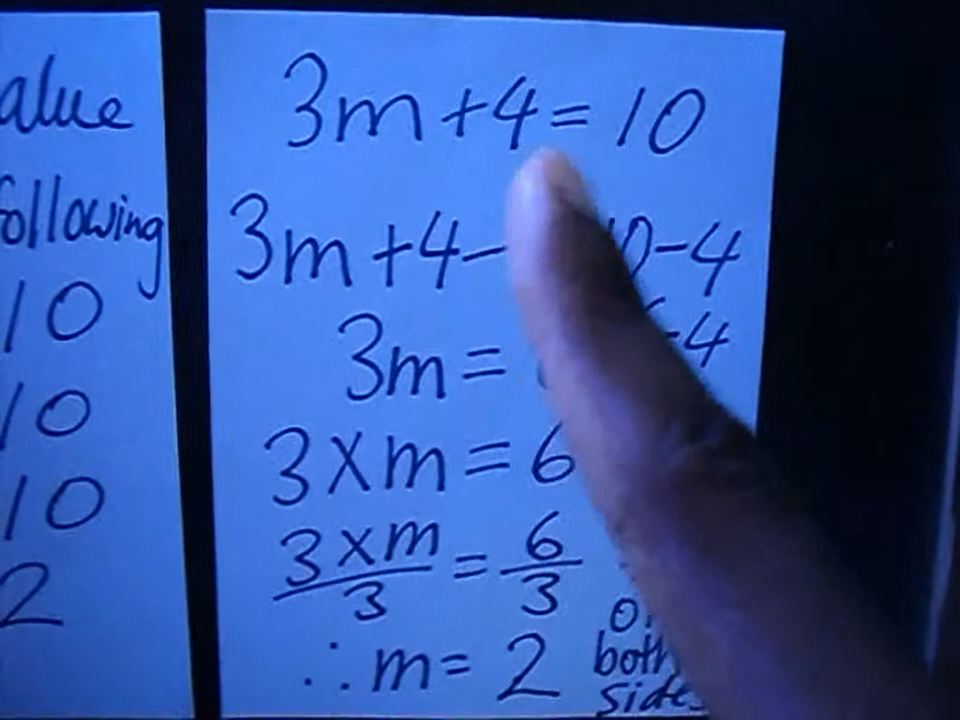 alue
following
10
10
10
2
3m+4=10
3m+4- 10-4
3m= -4
3×m=6
3×m/3 = 6/3
∴m=2
both
sides